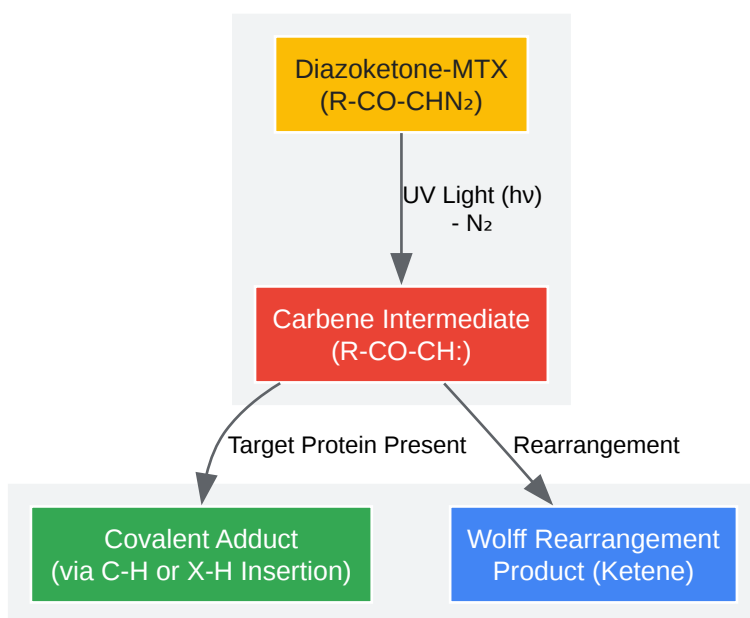 Diazoketone-MTX
(R-CO-CHN₂)
UV Light (hν)
- N₂
Carbene Intermediate
(R-CO-CH:)
Target Protein Present
Rearrangement
Covalent Adduct
(via C-H or X-H Insertion)
Wolff Rearrangement
Product (Ketene)